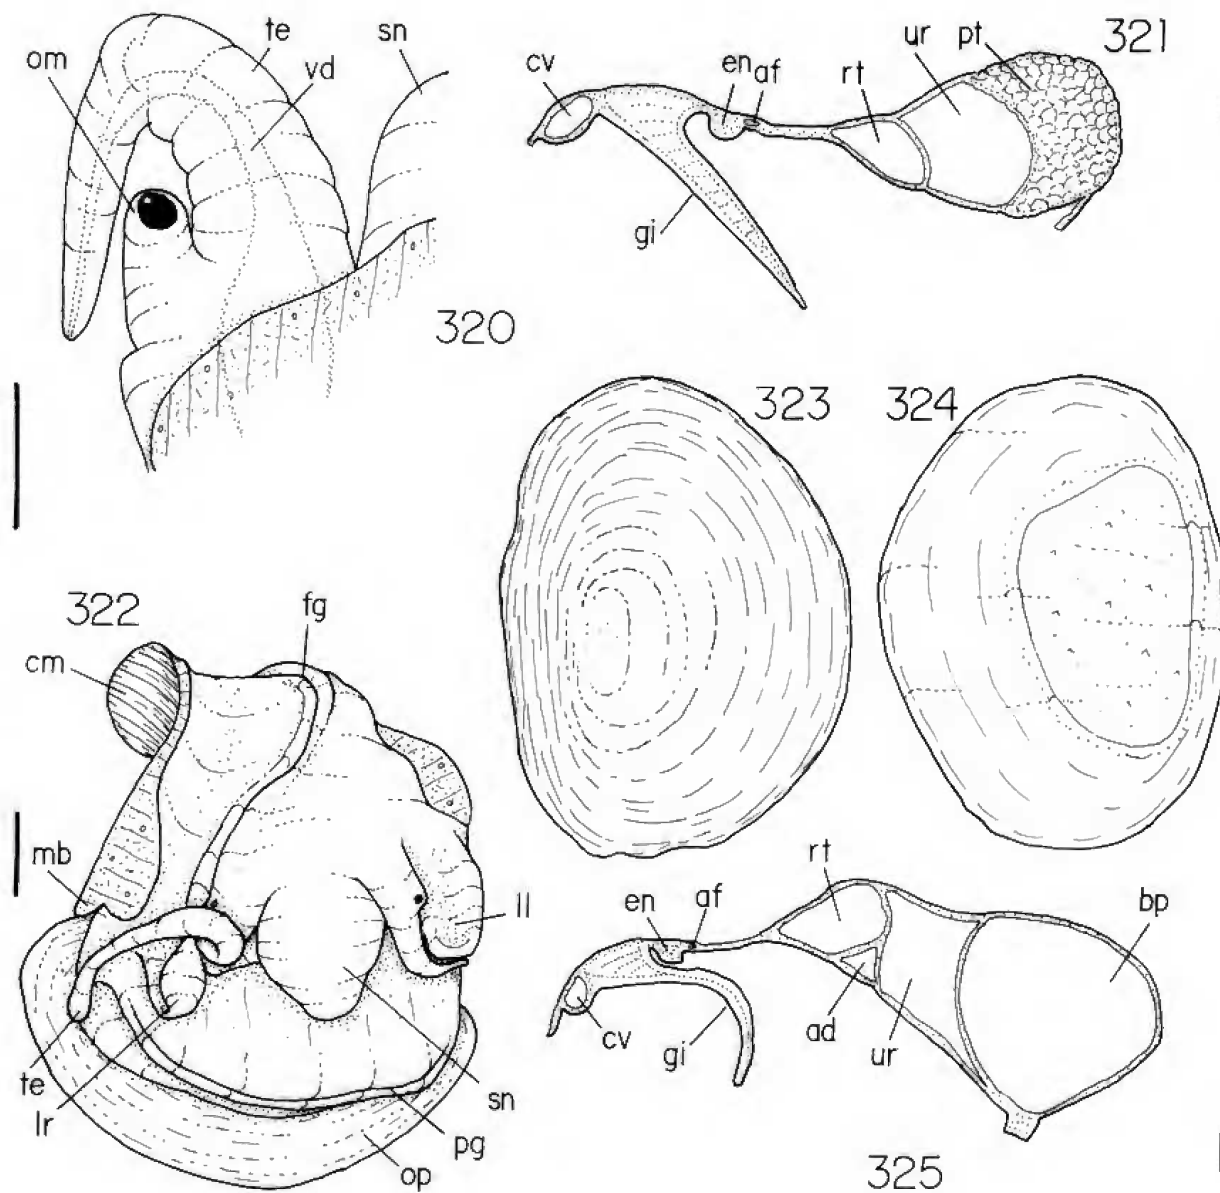 om
te
vd
sn
320
cv
gi
en
af
rt
ur
pt
321
323
324
322
cm
fg
mb
ll
te
lr
sn
pg
op
en
af
rt
bp
cv
gi
ad
ur
325